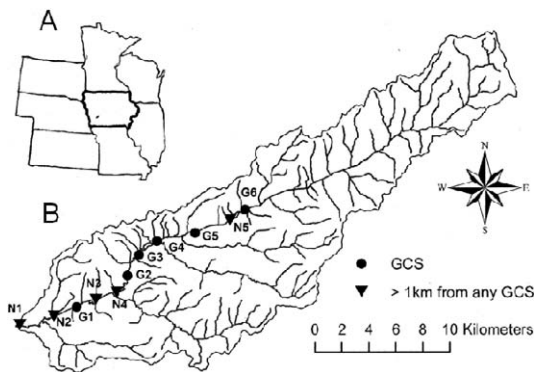 A
B
N
W E
S
G6
N5
G5
G4
G3
G2
N3
N4
G1
N2
N1
GCS
> 1km from any GCS
0 2 4 6 8 10 Kilometers